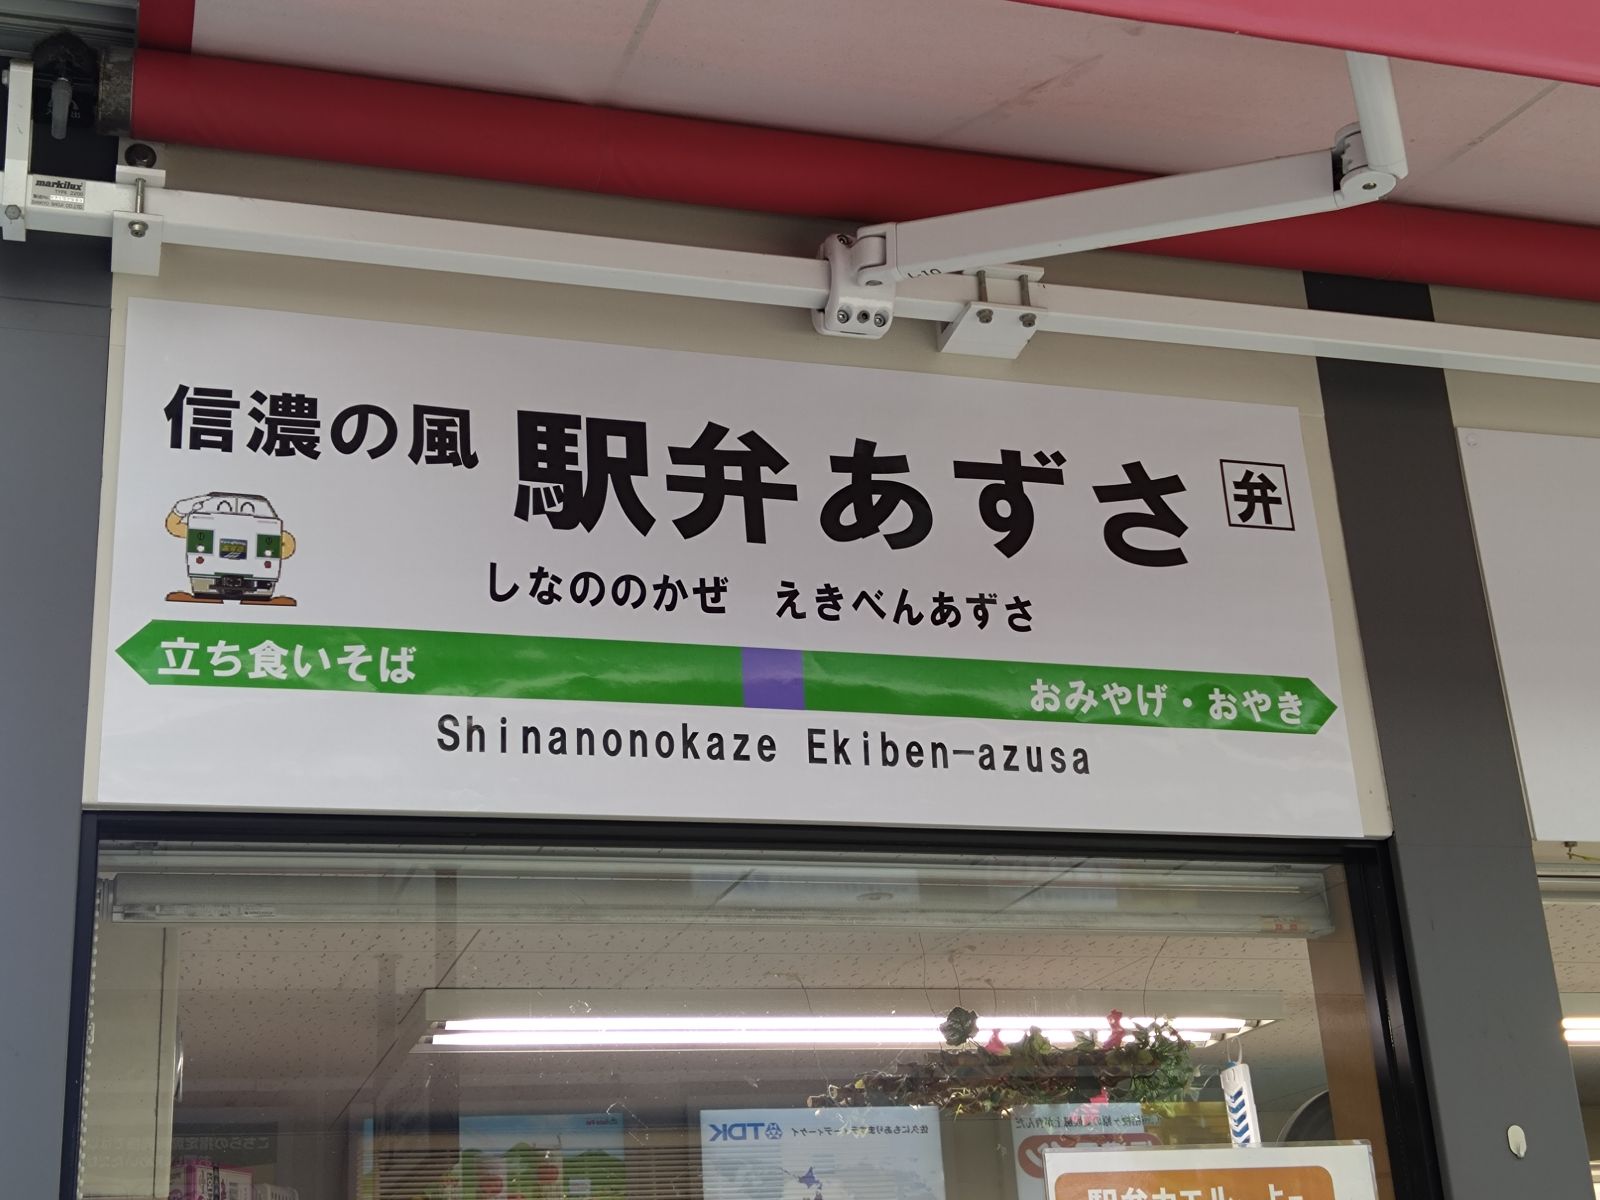 markilux
信濃の風 駅弁あずさ 弁
しなののかぜ えきべんあずさ
立ち食いそば おみやげ・おやき
Shinanonokaze Ekiben-azusa
TDK